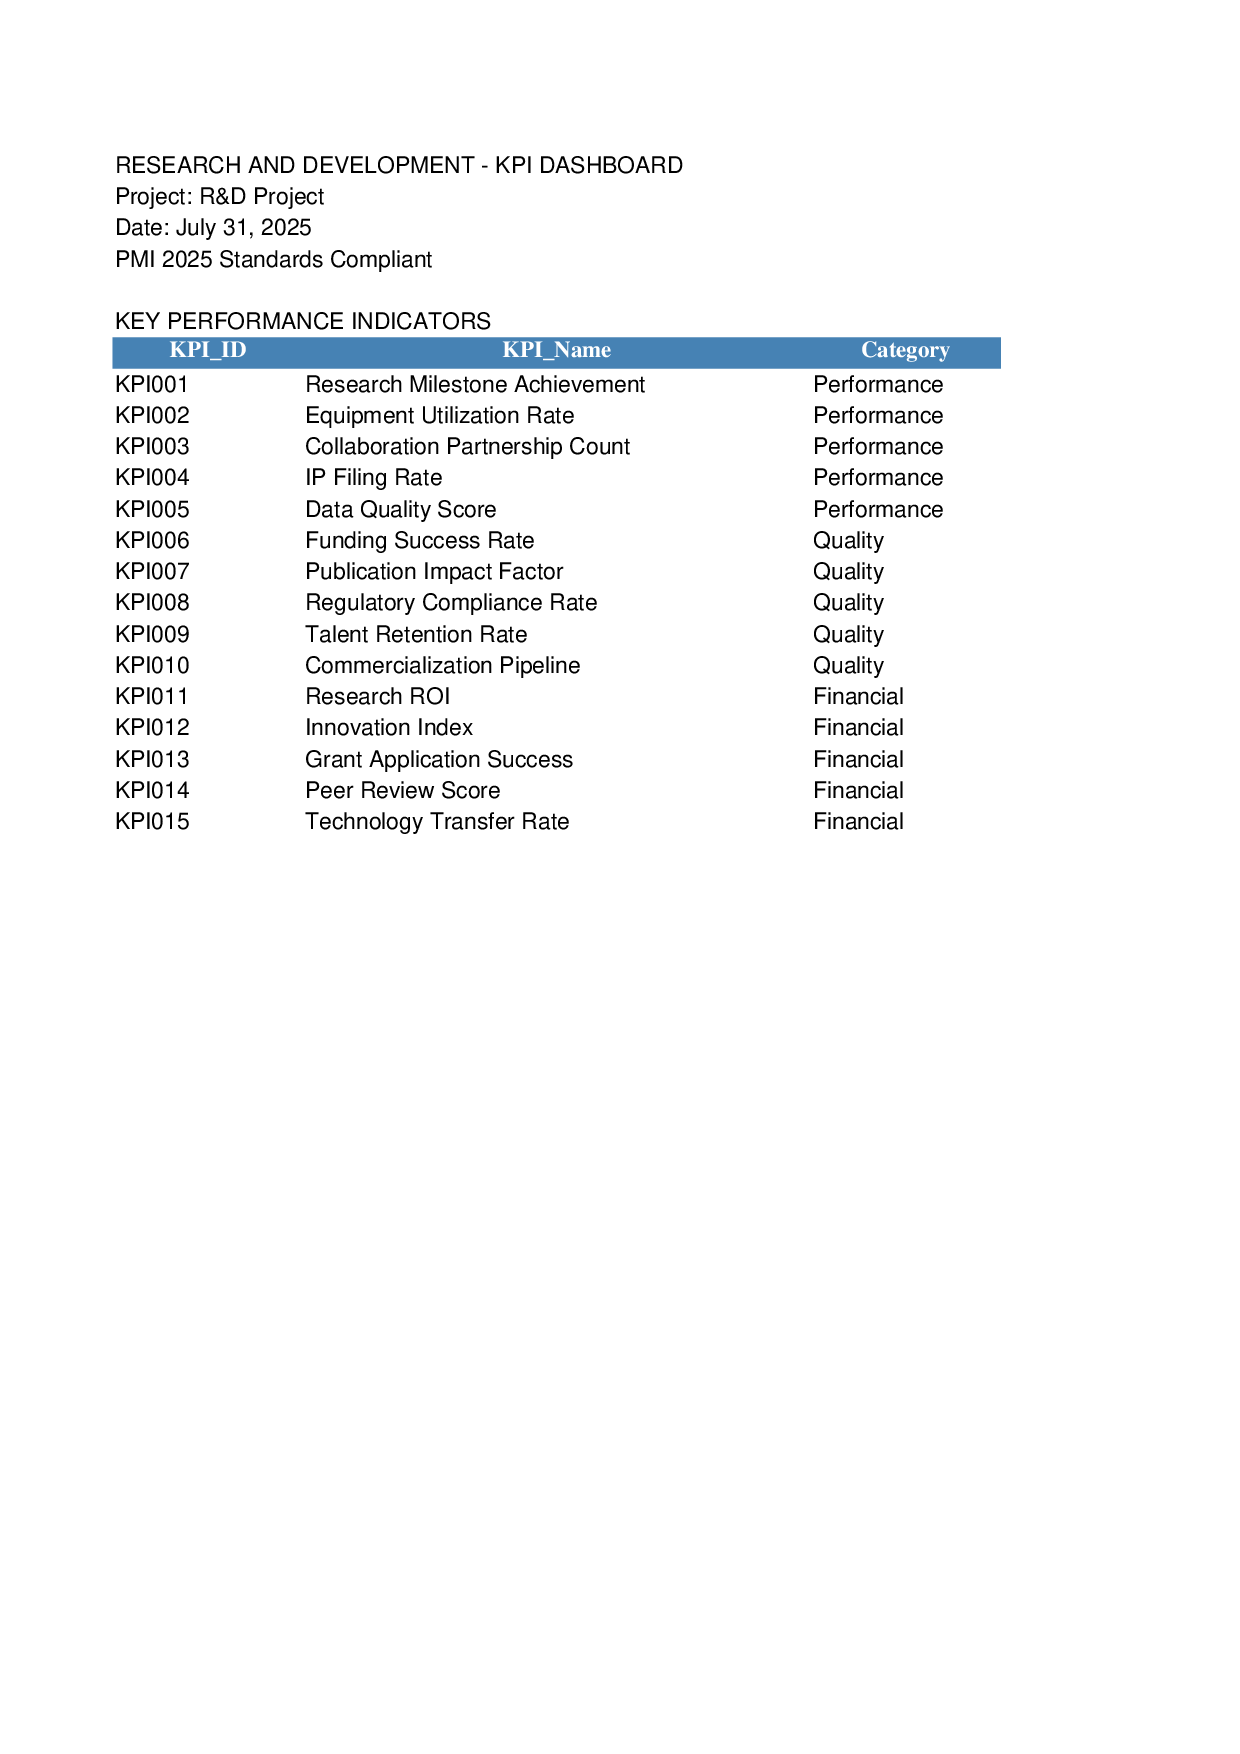 RESEARCH AND DEVELOPMENT - KPI DASHBOARD
Project: R&D Project
Date: July 31, 2025
PMI 2025 Standards Compliant
KEY PERFORMANCE INDICATORS
KPI_ID KPI_Name Category
KPI001 Research Milestone Achievement Performance
KPI002 Equipment Utilization Rate Performance
KPI003 Collaboration Partnership Count Performance
KPI004 IP Filing Rate Performance
KPI005 Data Quality Score Performance
KPI006 Funding Success Rate Quality
KPI007 Publication Impact Factor Quality
KPI008 Regulatory Compliance Rate Quality
KPI009 Talent Retention Rate Quality
KPI010 Commercialization Pipeline Quality
KPI011 Research ROI Financial
KPI012 Innovation Index Financial
KPI013 Grant Application Success Financial
KPI014 Peer Review Score Financial
KPI015 Technology Transfer Rate Financial